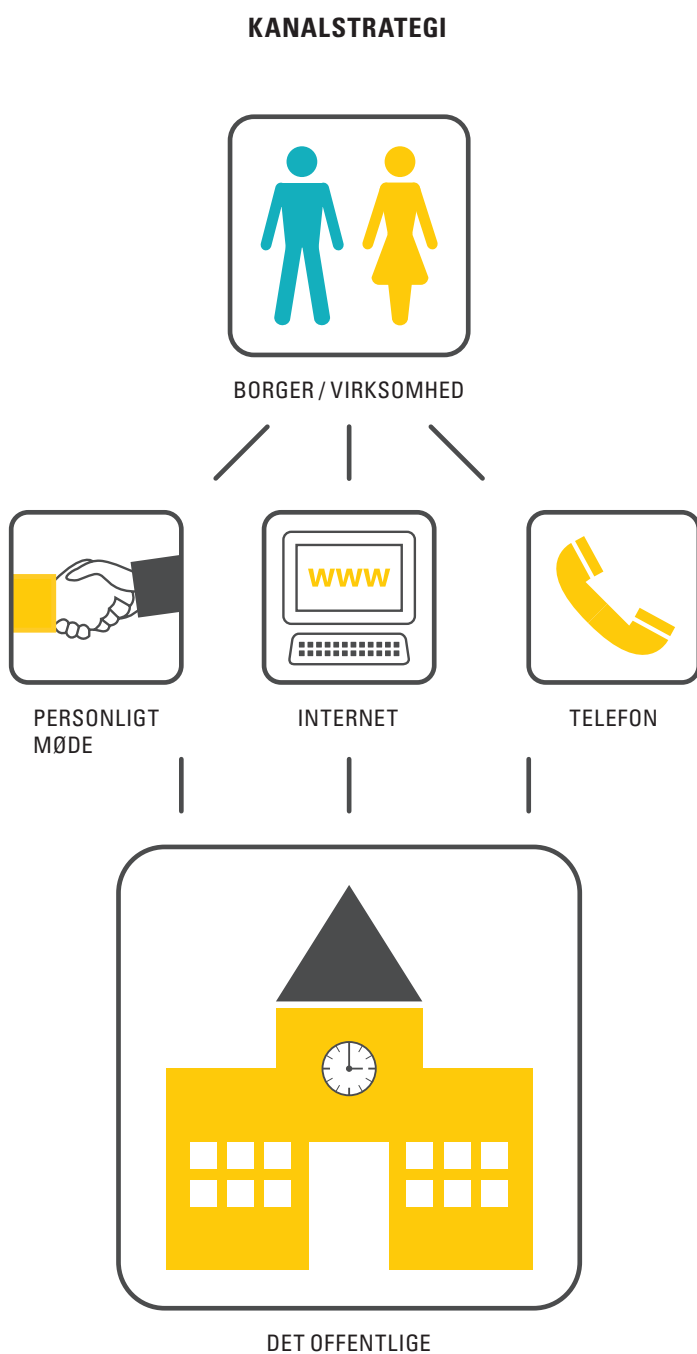 KANALSTRATEGI
BORGER / VIRKSOMHED
www
PERSONLIGT
MØDE
INTERNET
TELEFON
DET OFFENTLIGE